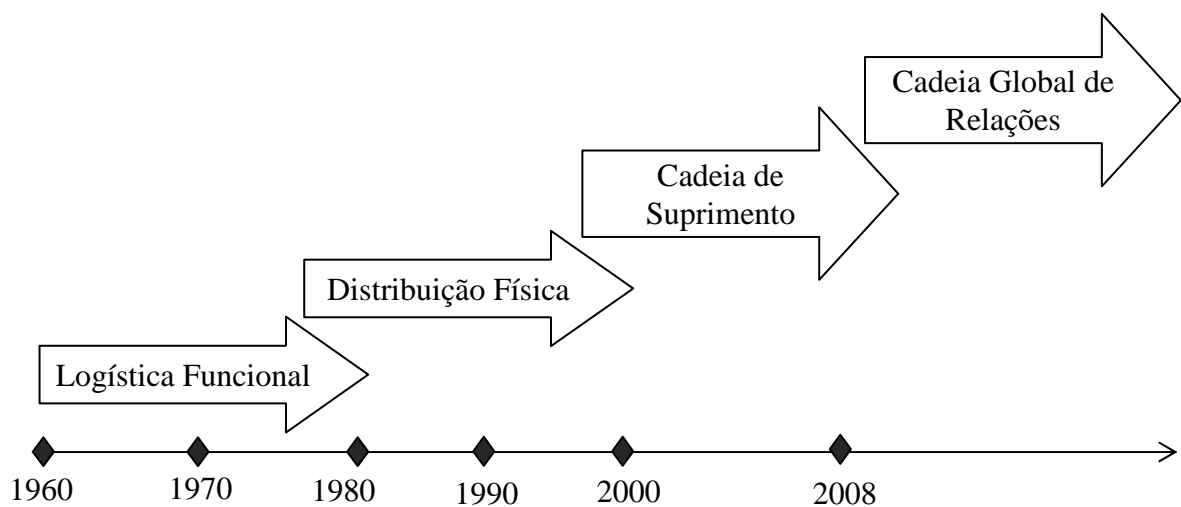 Cadeia Global de
Relações
Cadeia de
Suprimento
Distribuição Física
Logística Funcional
1960
1970
1980
1990
2000
2008